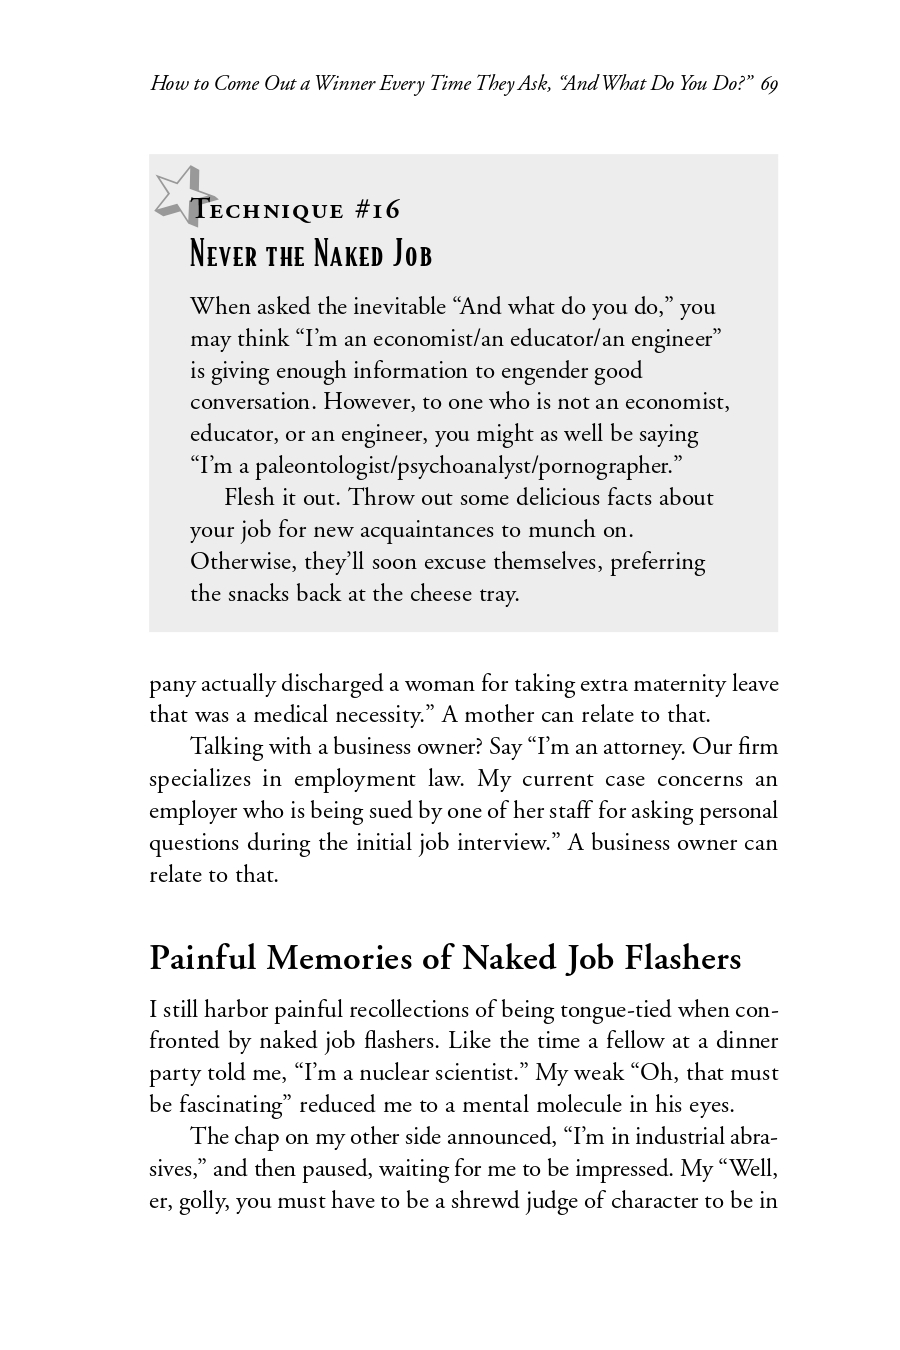 How to Come Out a Winner Every Time They Ask, “And What Do You Do?” 69
Technique #16
Never the Naked Job
When asked the inevitable “And what do you do,” you
may think “I’m an economist/an educator/an engineer”
is giving enough information to engender good
conversation. However, to one who is not an economist,
educator, or an engineer, you might as well be saying
“I’m a paleontologist/psychoanalyst/pornographer.”
Flesh it out. Throw out some delicious facts about
your job for new acquaintances to munch on.
Otherwise, they’ll soon excuse themselves, preferring
the snacks back at the cheese tray.
pany actually discharged a woman for taking extra maternity leave
that was a medical necessity.” A mother can relate to that.
Talking with a business owner? Say “I’m an attorney. Our firm
specializes in employment law. My current case concerns an
employer who is being sued by one of her staff for asking personal
questions during the initial job interview.” A business owner can
relate to that.
Painful Memories of Naked Job Flashers
I still harbor painful recollections of being tongue-tied when con-
fronted by naked job flashers. Like the time a fellow at a dinner
party told me, “I’m a nuclear scientist.” My weak “Oh, that must
be fascinating” reduced me to a mental molecule in his eyes.
The chap on my other side announced, “I’m in industrial abra-
sives,” and then paused, waiting for me to be impressed. My “Well,
er, golly, you must have to be a shrewd judge of character to be in